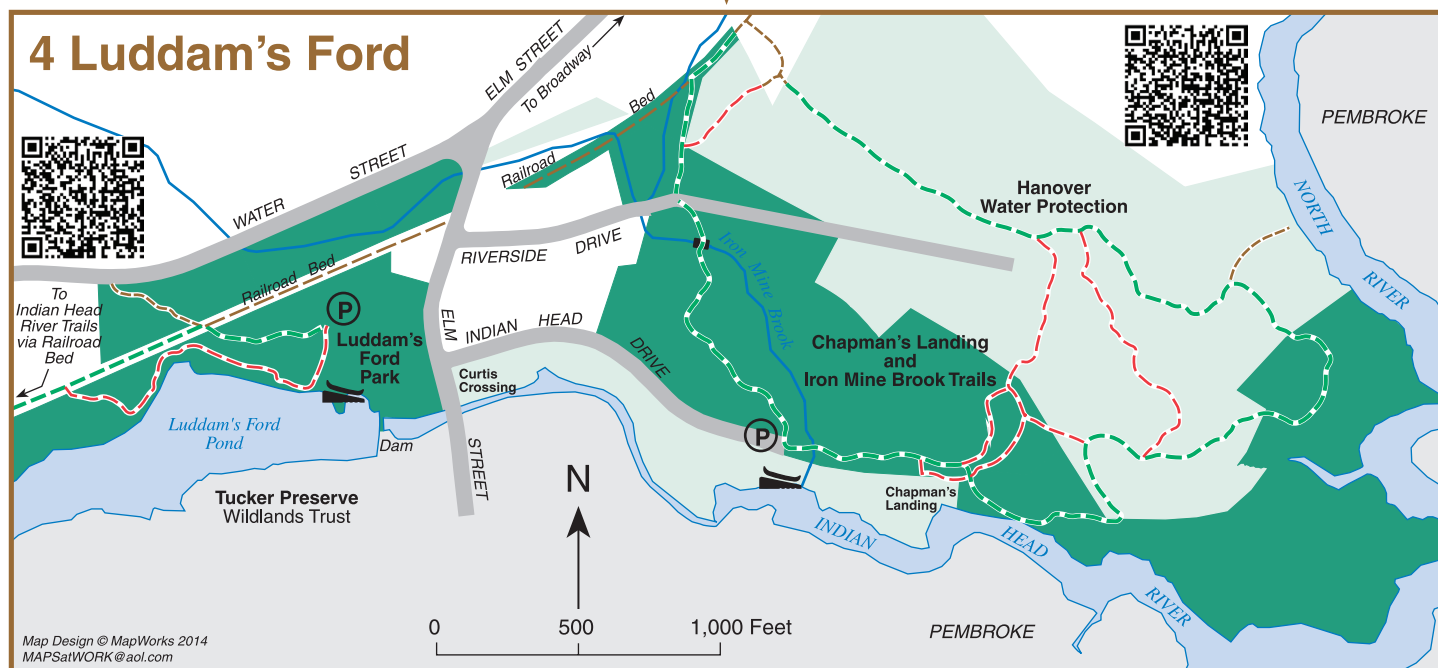 4 Luddam's Ford
ELM STREET
To Broadway
PEMBROKE
WATER STREET
Railroad Bed
Hanover
Water Protection
NORTH RIVER
RIVERSIDE DRIVE
Iron Mine Brook
Railroad Bed
To
Indian Head
River Trails
via Railroad
Bed
P
Luddam's
Ford
Park
ELM STREET
INDIAN HEAD DRIVE
Curtis
Crossing
Chapman's Landing
and
Iron Mine Brook Trails
Luddam's Ford
Pond
Dam
P
Tucker Preserve
Wildlands Trust
N
Chapman's
Landing
INDIAN HEAD RIVER
0 500 1,000 Feet
PEMBROKE
Map Design © MapWorks 2014
MAPSatWORK@aol.com